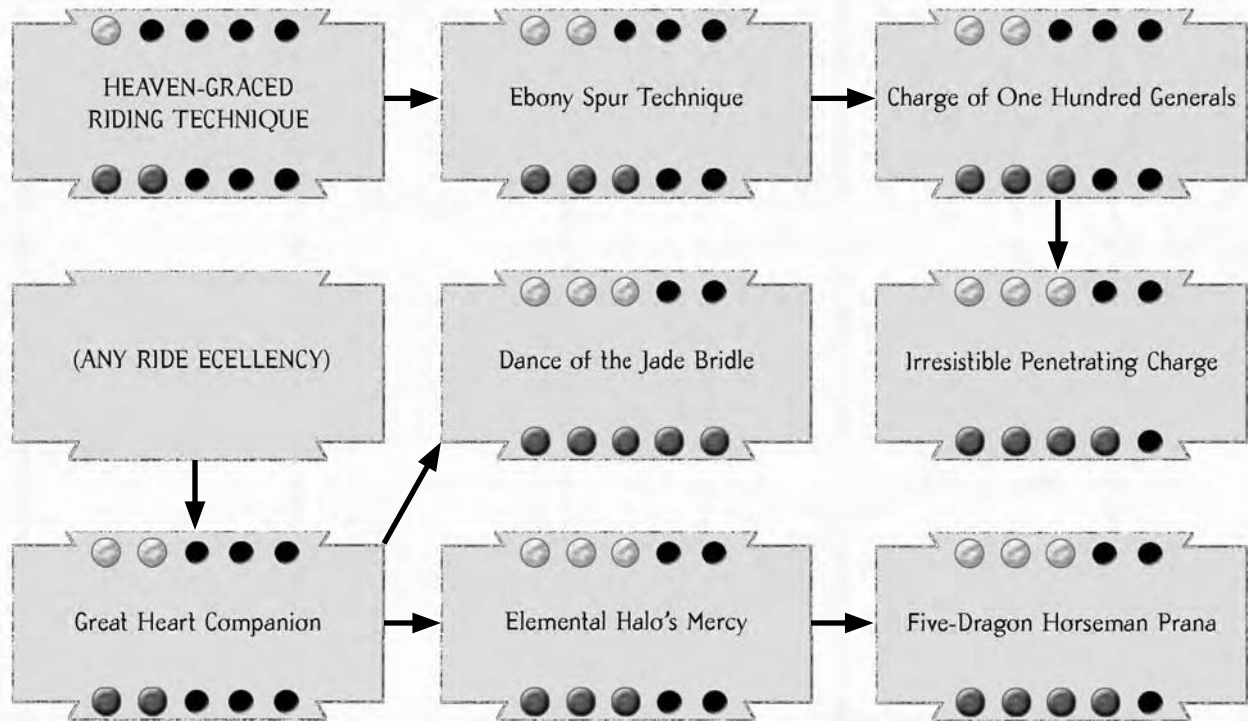 HEAVEN-GRACED
RIDING TECHNIQUE
Ebony Spur Technique
Charge of One Hundred Generals
(ANY RIDE ECELLENCY)
Dance of the Jade Bridle
Irresistible Penetrating Charge
Great Heart Companion
Elemental Halo's Mercy
Five-Dragon Horseman Prana